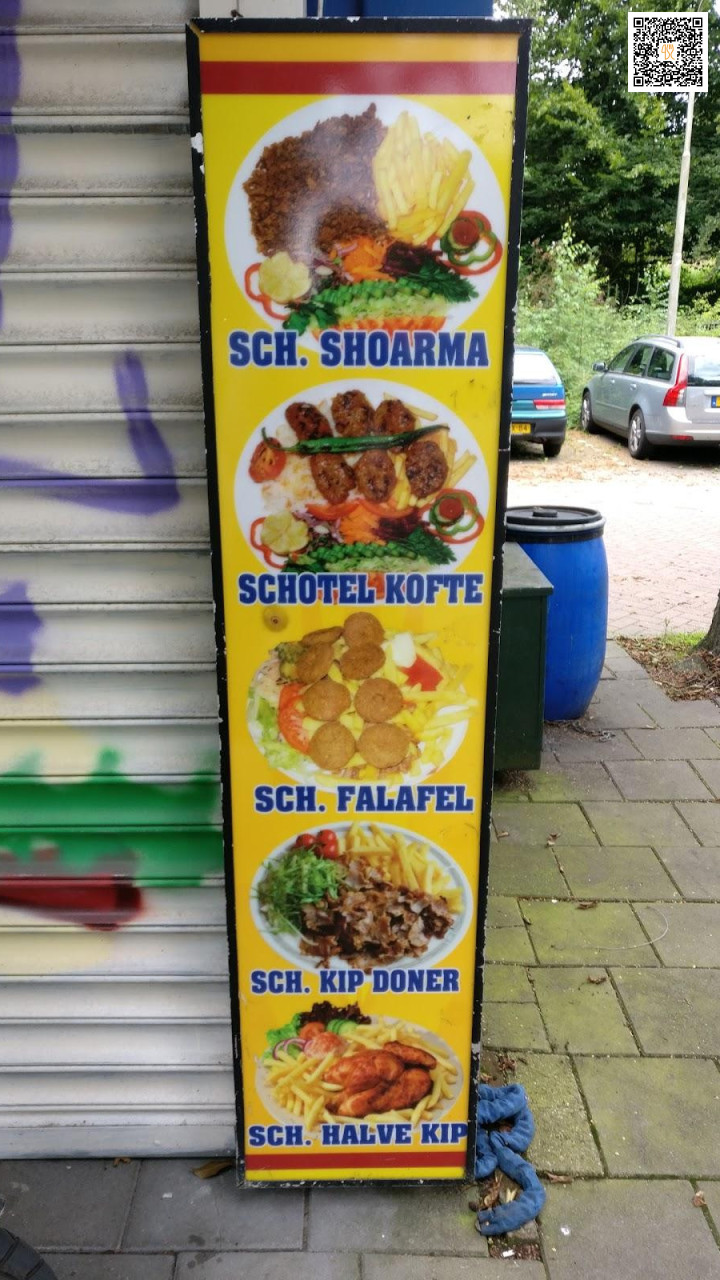 SCH. SHOARMA
SCHOTEL KOFTE
SCH. FALAFEL
SCH. KIP DONER
SCH. HALVE KIP